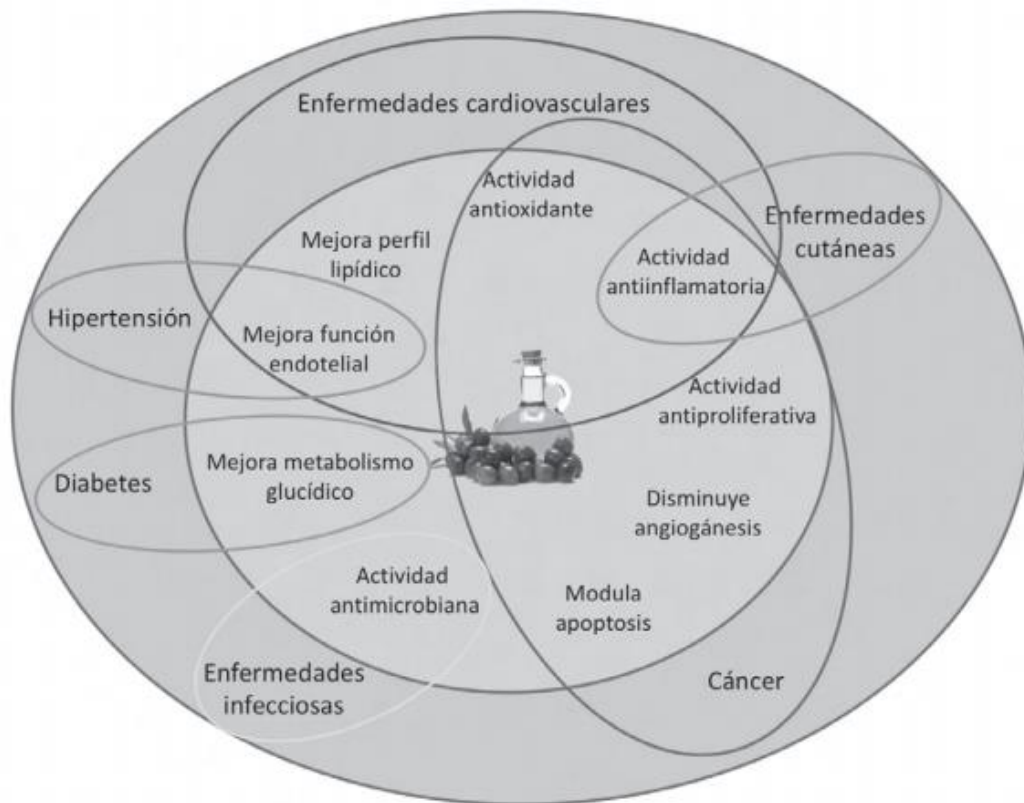 Enfermedades cardiovasculares
Actividad
antioxidante
Enfermedades
cutáneas
Mejora perfil
lipídico
Actividad
antiinflamatoria
Hipertensión
Mejora función
endotelial
Actividad
antiproliferativa
Mejora metabolismo
glucídico
Diabetes
Disminuye
angiogánesis
Actividad
antimicrobiana
Modula
apoptosis
Enfermedades
infecciosas
Cáncer